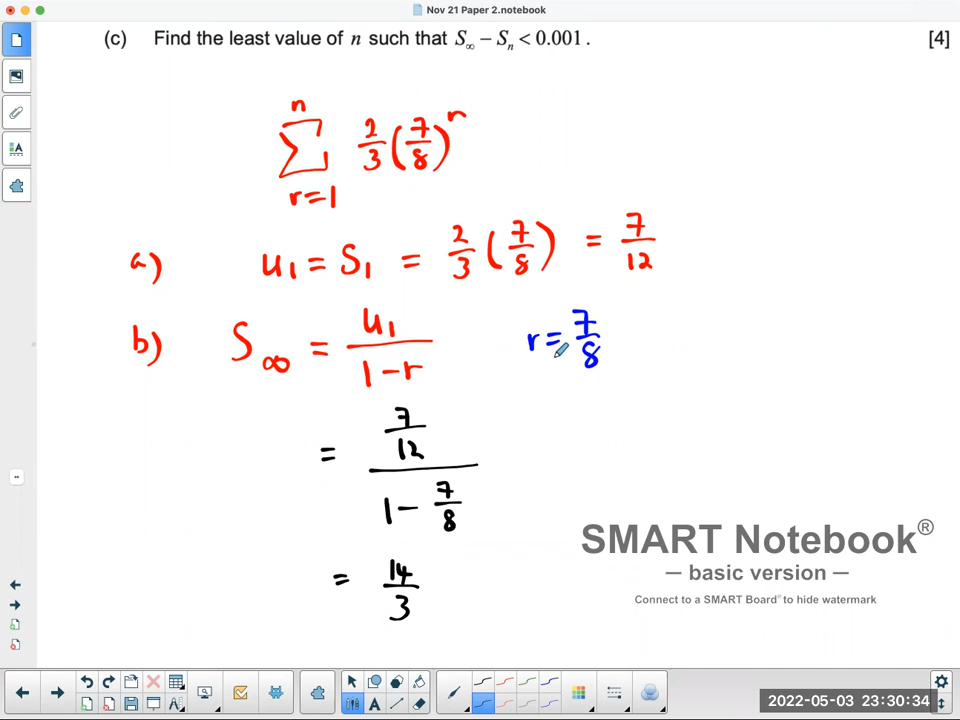 Nov 21 Paper 2.notebook
(c) Find the least value of n such that S∞ − Sn < 0.001. [4]
n
∑ 2/3 (7/8)^r
r=1
a) u1 = S1 = 2/3 (7/8) = 7/12
b) S∞ = u1/(1−r) r = 7/8
= (7/12)/(1 − 7/8)
= 14/3
SMART Notebook®
— basic version —
Connect to a SMART Board® to hide watermark
2022-05-03 23:30:34